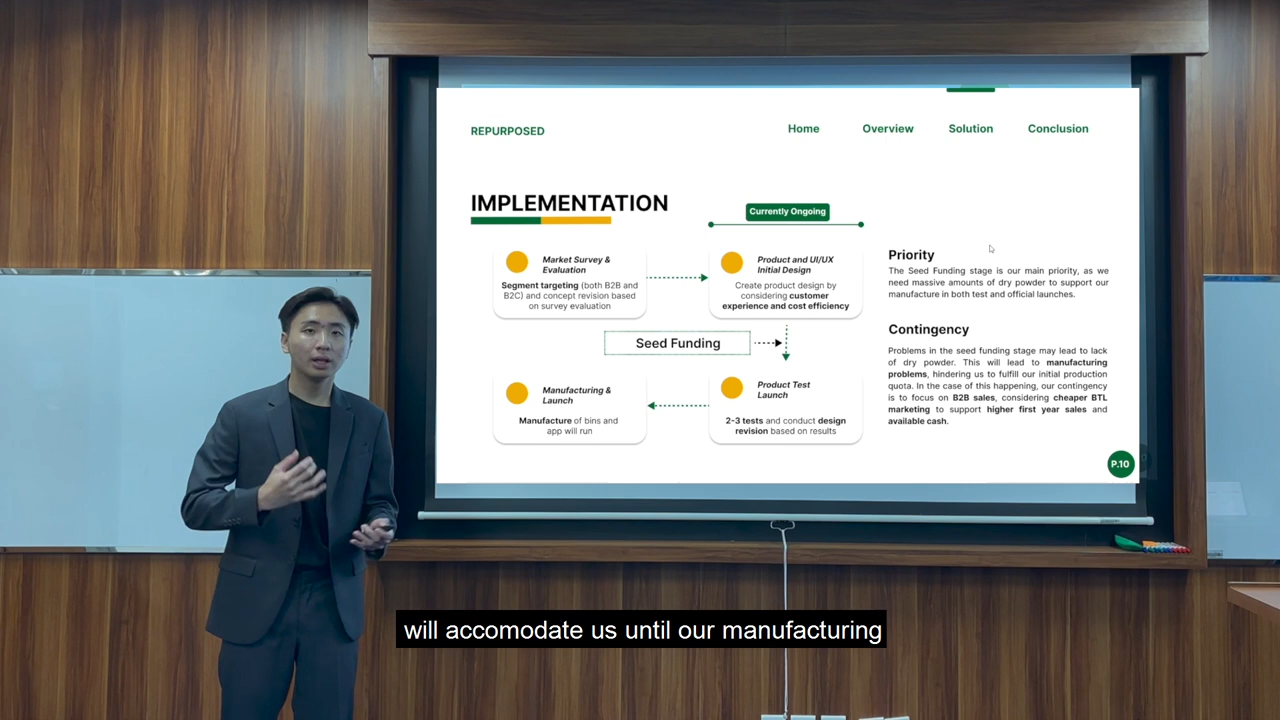 REPURPOSED
Home Overview Solution Conclusion
IMPLEMENTATION
Currently Ongoing
Market Survey &
Evaluation
Segment targeting (both B2B and
B2C) and concept revision based
on survey evaluation
Product and UI/UX
Initial Design
Create product design by
considering customer
experience and cost efficiency
Seed Funding
Manufacturing &
Launch
Manufacture of bins and
app will run
Product Test
Launch
2-3 tests and conduct design
revision based on results
Priority
The Seed Funding stage is our main priority, as we
need massive amounts of dry powder to support our
manufacture in both test and official launches.
Contingency
Problems in the seed funding stage may lead to lack
of dry powder. This will lead to manufacturing
problems, hindering us to fulfill our initial production
quota. In the case of this happening, our contingency
is to focus on B2B sales, considering cheaper BTL
marketing to support higher first year sales and
available cash.
P.10
will accomodate us until our manufacturing